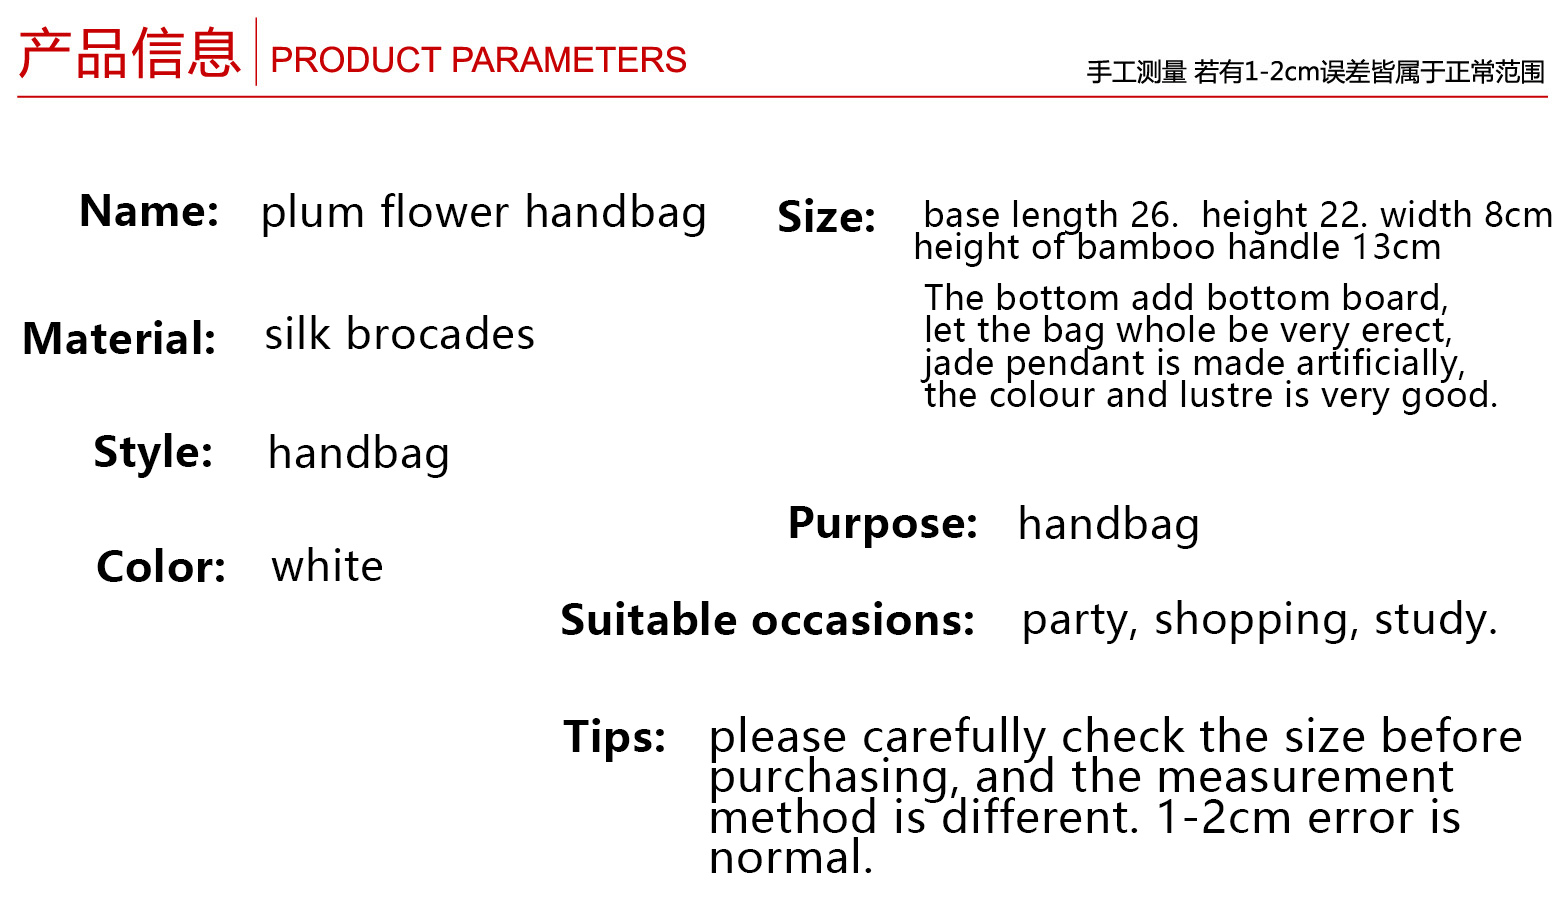 产品信息 PRODUCT PARAMETERS
手工测量 若有1-2cm误差皆属于正常范围
Name: plum flower handbag
Size: base length 26. height 22. width 8cm
height of bamboo handle 13cm
The bottom add bottom board,
let the bag whole be very erect,
jade pendant is made artificially,
the colour and lustre is very good.
Material: silk brocades
Style: handbag
Color: white
Purpose: handbag
Suitable occasions: party, shopping, study.
Tips: please carefully check the size before
purchasing, and the measurement
method is different. 1-2cm error is
normal.